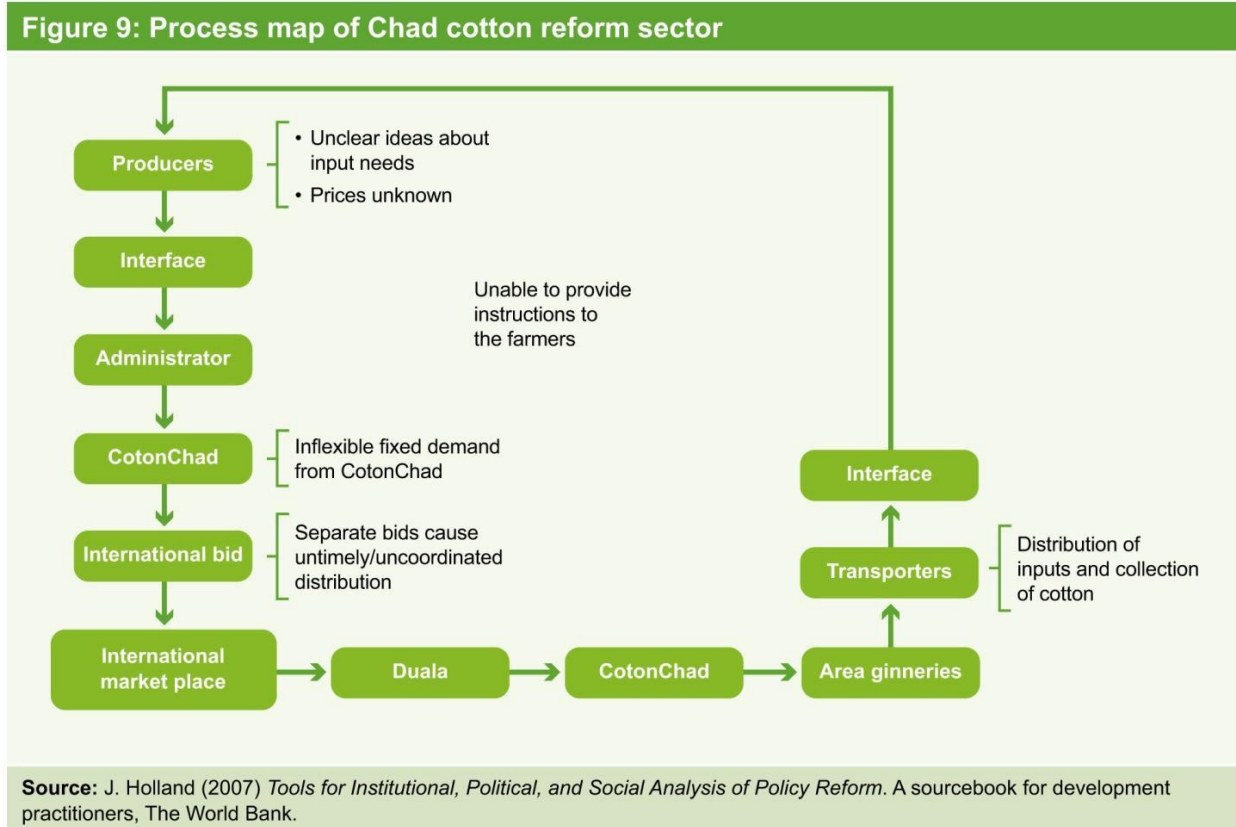 Figure 9: Process map of Chad cotton reform sector
Producers
• Unclear ideas about
input needs
• Prices unknown
Interface
Unable to provide
instructions to
the farmers
Administrator
CotonChad
Inflexible fixed demand
from CotonChad
International bid
Separate bids cause
untimely/uncoordinated
distribution
International
market place
Duala
CotonChad
Area ginneries
Transporters
Distribution of
inputs and collection
of cotton
Interface
Source: J. Holland (2007) Tools for Institutional, Political, and Social Analysis of Policy Reform. A sourcebook for development
practitioners, The World Bank.